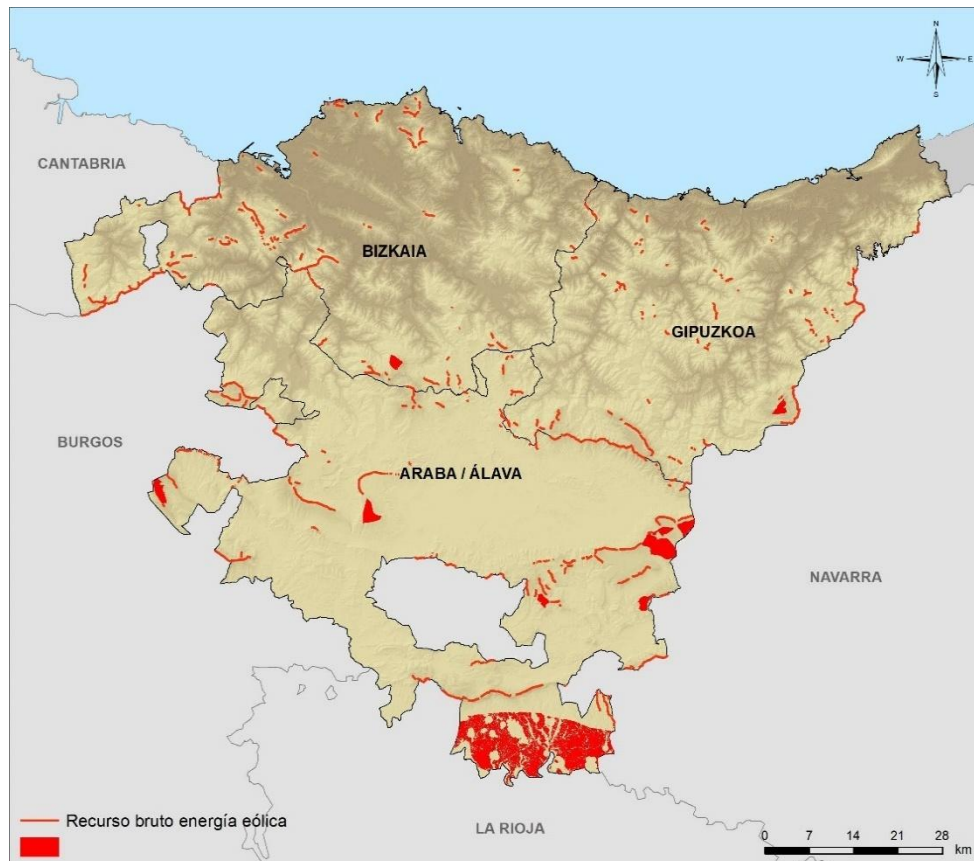 N
W E
S
CANTABRIA
BIZKAIA
GIPUZKOA
BURGOS
ARABA / ÁLAVA
NAVARRA
Recurso bruto energía eólica
LA RIOJA
0 7 14 21 28
km